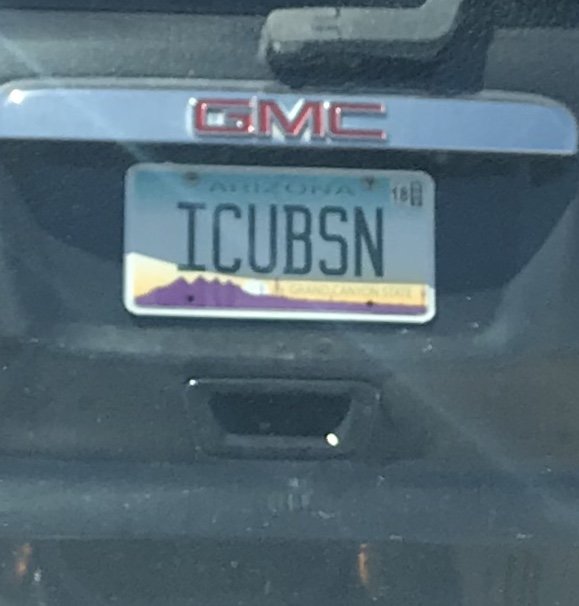 GMC
ARIZONA
18
ICUBSN
GRAND CANYON STATE